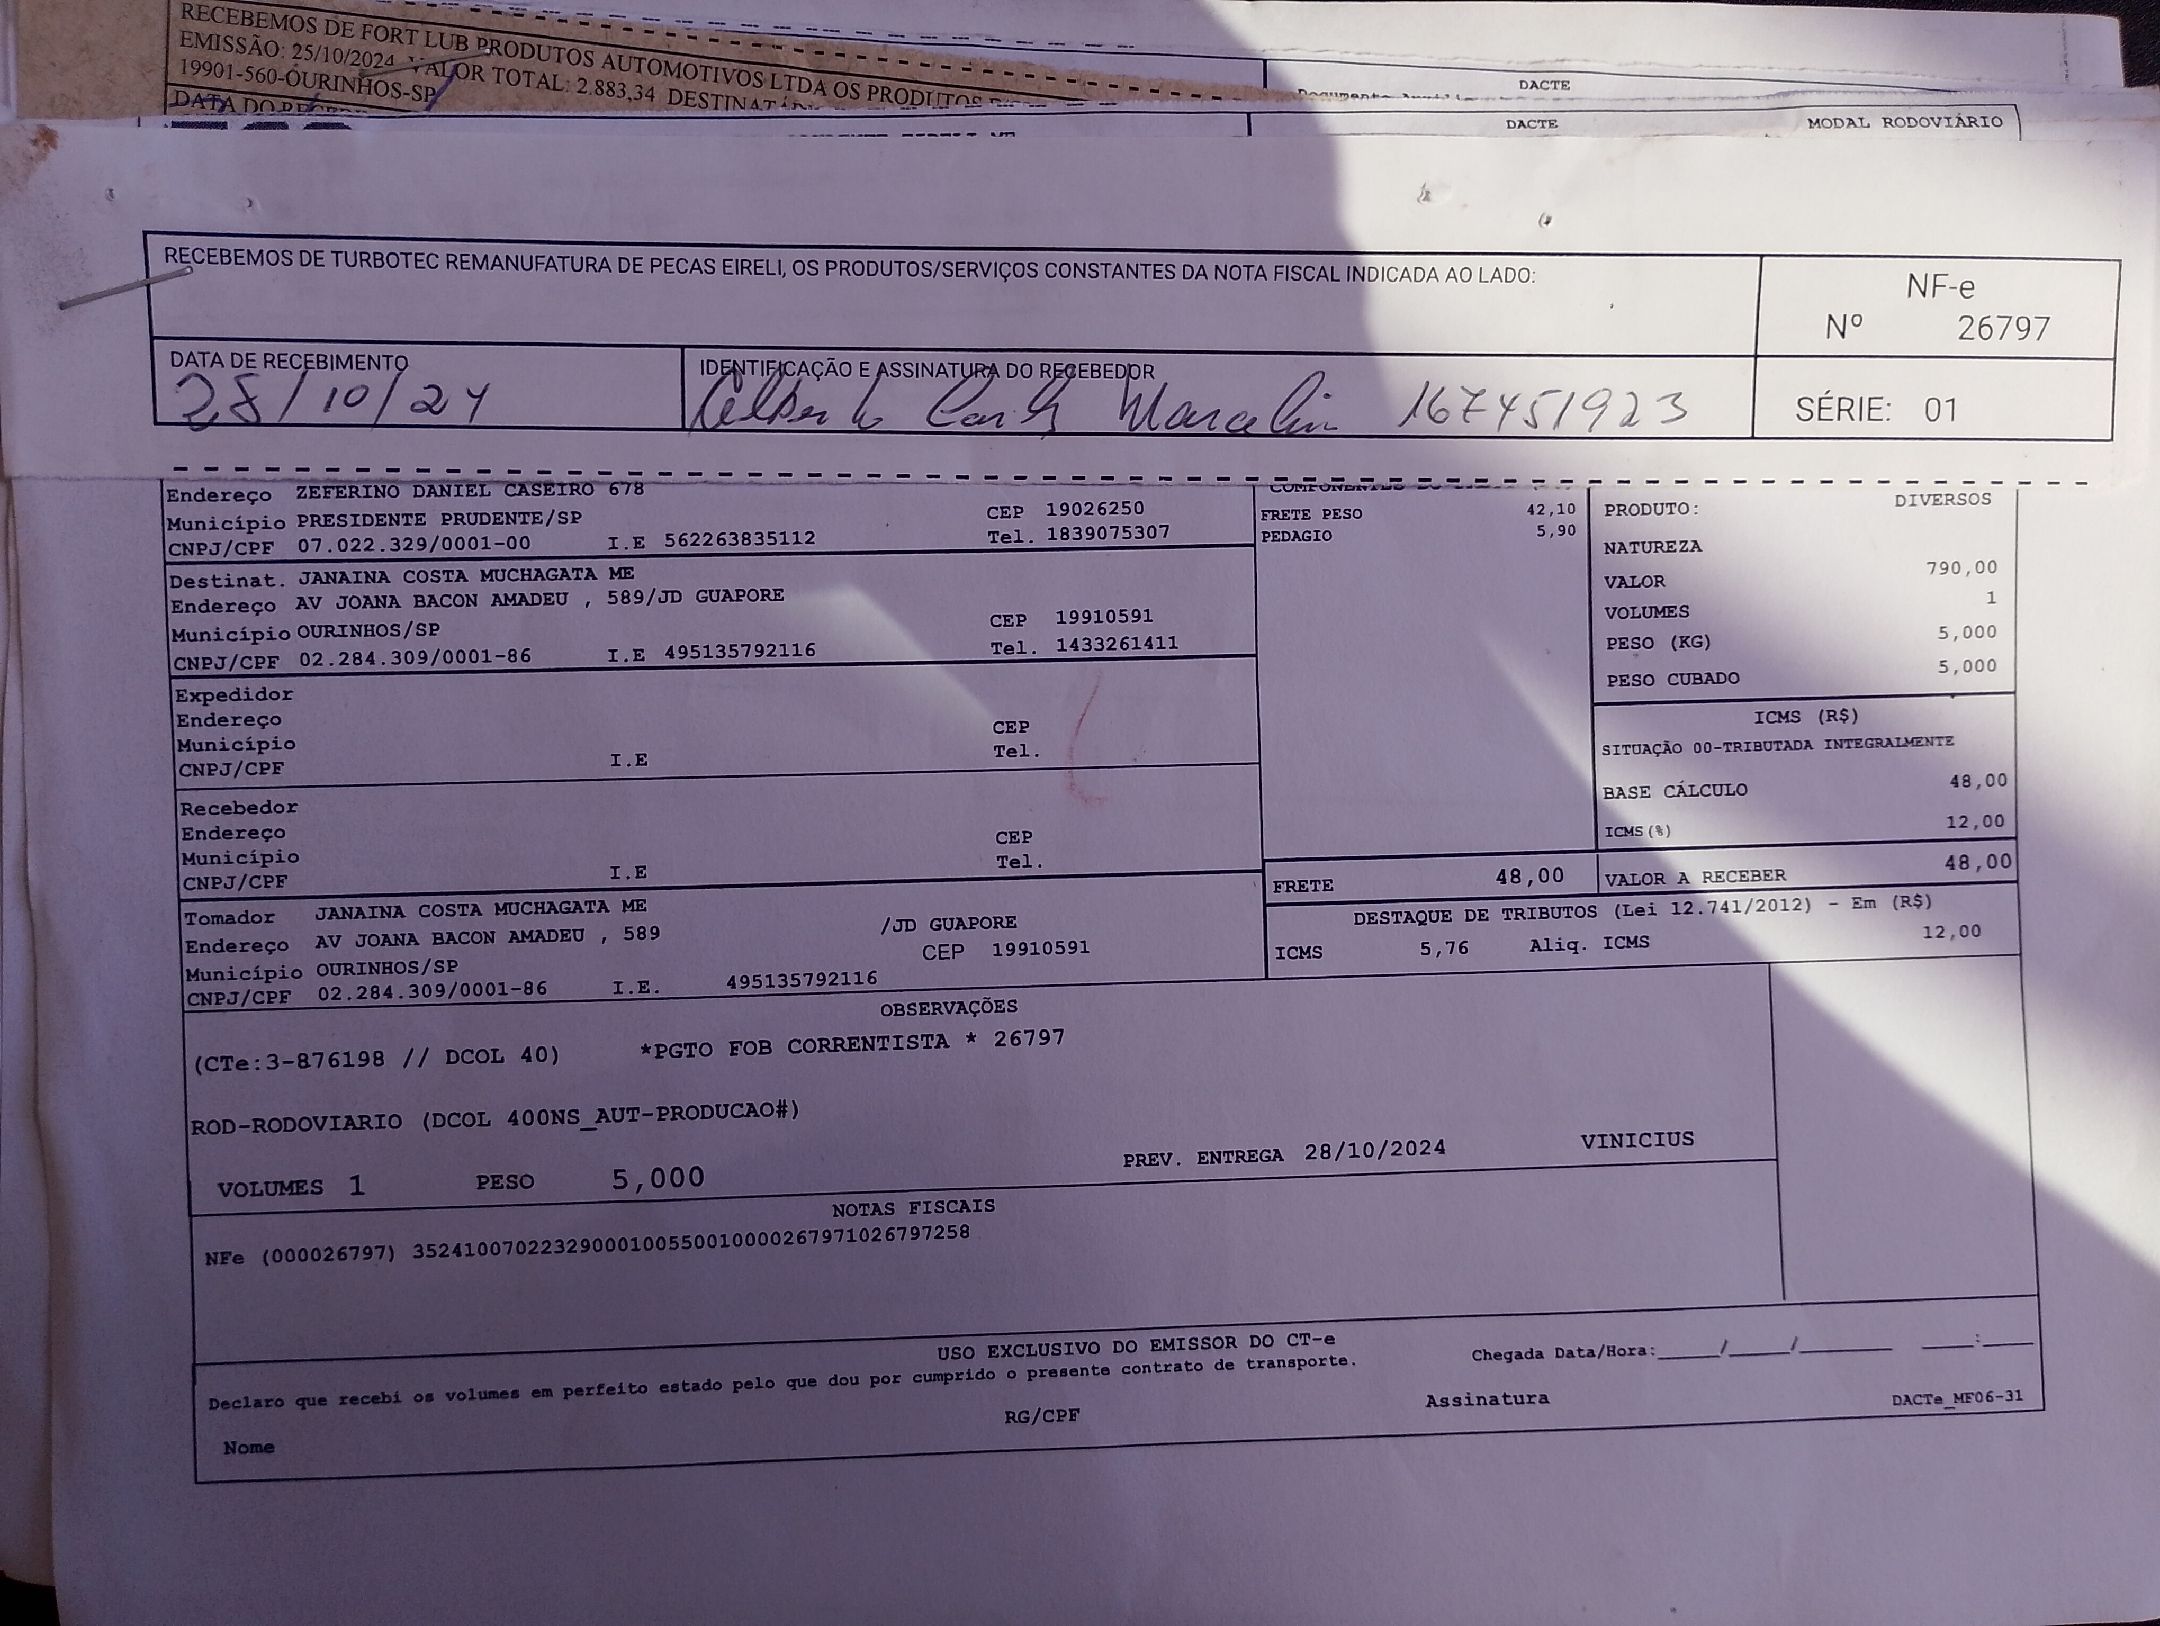 RECEBEMOS DE FORT LUB PRODUTOS AUTOMOTIVOS LTDA OS PRODUTOS
EMISSÃO: 25/10/2024 VALOR TOTAL: 2.883,34 DESTINATÁ
19901-560-OURINHOS-SP
DATA DO
DACTE
DACTE MODAL RODOVIÁRIO
RECEBEMOS DE TURBOTEC REMANUFATURA DE PECAS EIRELI, OS PRODUTOS/SERVIÇOS CONSTANTES DA NOTA FISCAL INDICADA AO LADO:
NF-e
Nº 26797
SÉRIE: 01
DATA DE RECEBIMENTO
28/10/24
IDENTIFICAÇÃO E ASSINATURA DO RECEBEDOR
Marcelin 167451923
Endereço ZEFERINO DANIEL CASEIRO 678
Município PRESIDENTE PRUDENTE/SP CEP 19026250
CNPJ/CPF 07.022.329/0001-00 I.E 562263835112 Tel. 1839075307
Destinat. JANAINA COSTA MUCHAGATA ME
Endereço AV JOANA BACON AMADEU , 589/JD GUAPORE
Município OURINHOS/SP CEP 19910591
CNPJ/CPF 02.284.309/0001-86 I.E 495135792116 Tel. 1433261411
Expedidor
Endereço
Município CEP
CNPJ/CPF I.E Tel.
Recebedor
Endereço
Município CEP
CNPJ/CPF I.E Tel.
Tomador JANAINA COSTA MUCHAGATA ME
Endereço AV JOANA BACON AMADEU , 589 /JD GUAPORE
Município OURINHOS/SP CEP 19910591
CNPJ/CPF 02.284.309/0001-86 I.E. 495135792116
FRETE PESO 42,10
PEDAGIO 5,90
PRODUTO: DIVERSOS
NATUREZA
VALOR 790,00
VOLUMES 1
PESO (KG) 5,000
PESO CUBADO 5,000
ICMS (R$)
SITUAÇÃO 00-TRIBUTADA INTEGRALMENTE
BASE CÁLCULO 48,00
ICMS(%) 12,00
FRETE 48,00 VALOR A RECEBER 48,00
DESTAQUE DE TRIBUTOS (Lei 12.741/2012) - Em (R$)
ICMS 5,76 Aliq. ICMS 12,00
OBSERVAÇÕES
(CTe:3-876198 // DCOL 40) *PGTO FOB CORRENTISTA * 26797
ROD-RODOVIARIO (DCOL 400NS_AUT-PRODUCAO#)
VOLUMES 1 PESO 5,000 PREV. ENTREGA 28/10/2024 VINICIUS
NOTAS FISCAIS
NFe (000026797) 35241007022329000100550010000267971026797258
USO EXCLUSIVO DO EMISSOR DO CT-e
Declaro que recebi os volumes em perfeito estado pelo que dou por cumprido o presente contrato de transporte.
Chegada Data/Hora:_____/_____/_______ ____:____
Nome RG/CPF Assinatura DACTe_MF06-31